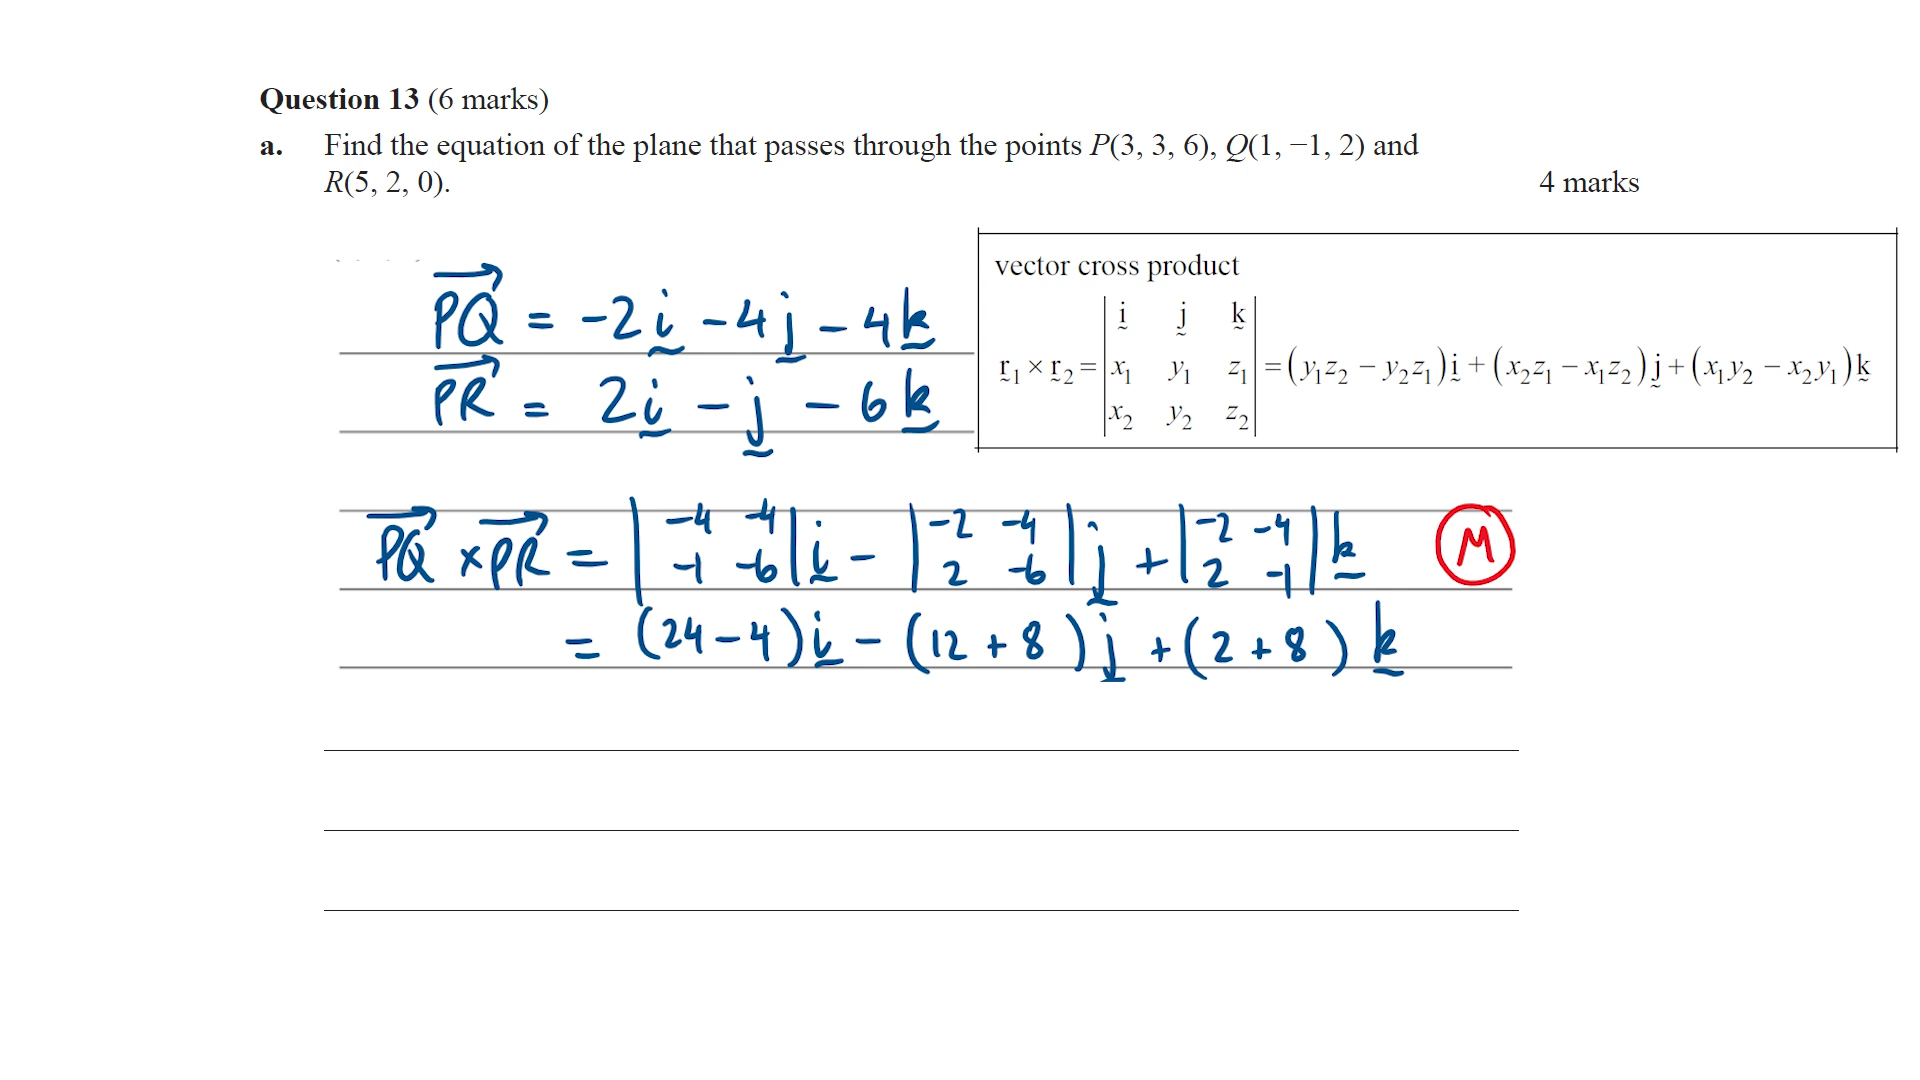 Question 13 (6 marks)
a. Find the equation of the plane that passes through the points P(3, 3, 6), Q(1, −1, 2) and
R(5, 2, 0). 4 marks
vector cross product
r₁ × r₂ = | i j k ; x₁ y₁ z₁ ; x₂ y₂ z₂ | = (y₁z₂ − y₂z₁)i + (x₂z₁ − x₁z₂)j + (x₁y₂ − x₂y₁)k
PQ = -2i - 4j - 4k
PR = 2i - j - 6k
PQ × PR = | -4 -4 ; -1 -6 | i - | -2 -4 ; 2 -6 | j + | -2 -4 ; 2 -1 | k M
= (24 - 4)i - (12 + 8)j + (2 + 8)k